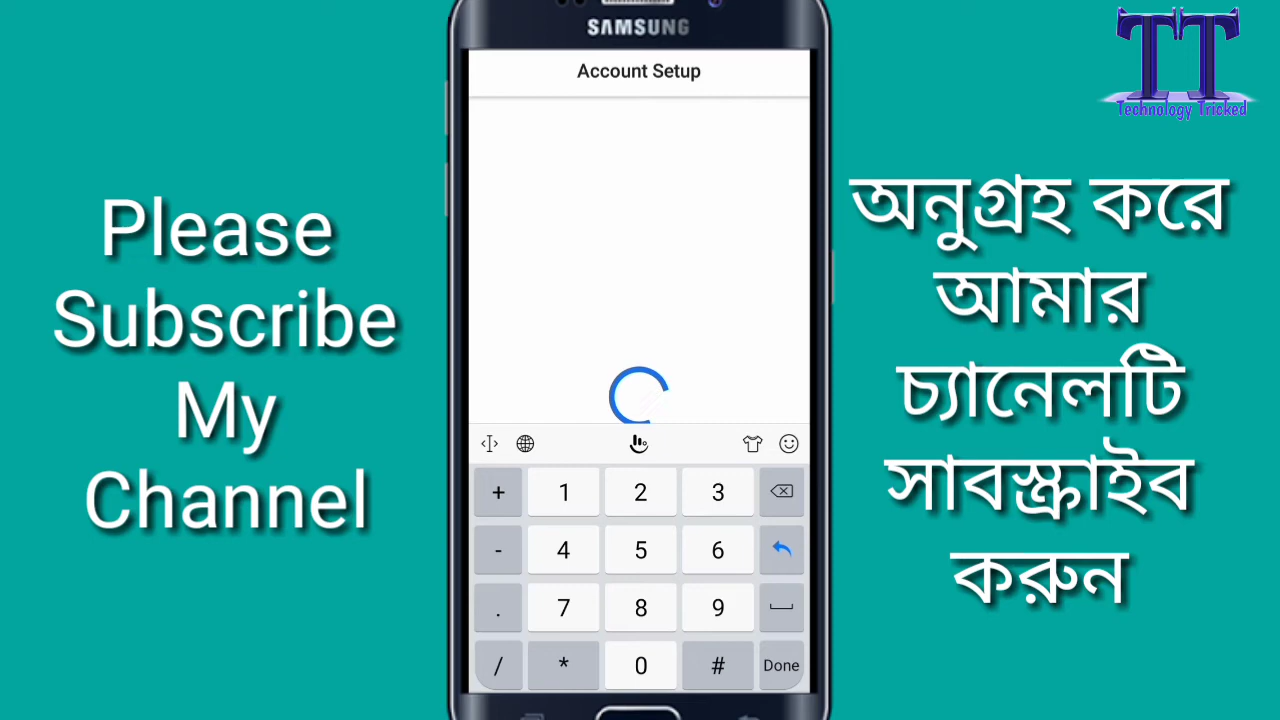 SAMSUNG
Account Setup
TT
Technology Tricked
Please
Subscribe
My
Channel
অনুগ্রহ করে
আমার
চ্যানেলটি
সাবস্ক্রাইব
করুন
+ 1 2 3
- 4 5 6
. 7 8 9
/ * 0 # Done